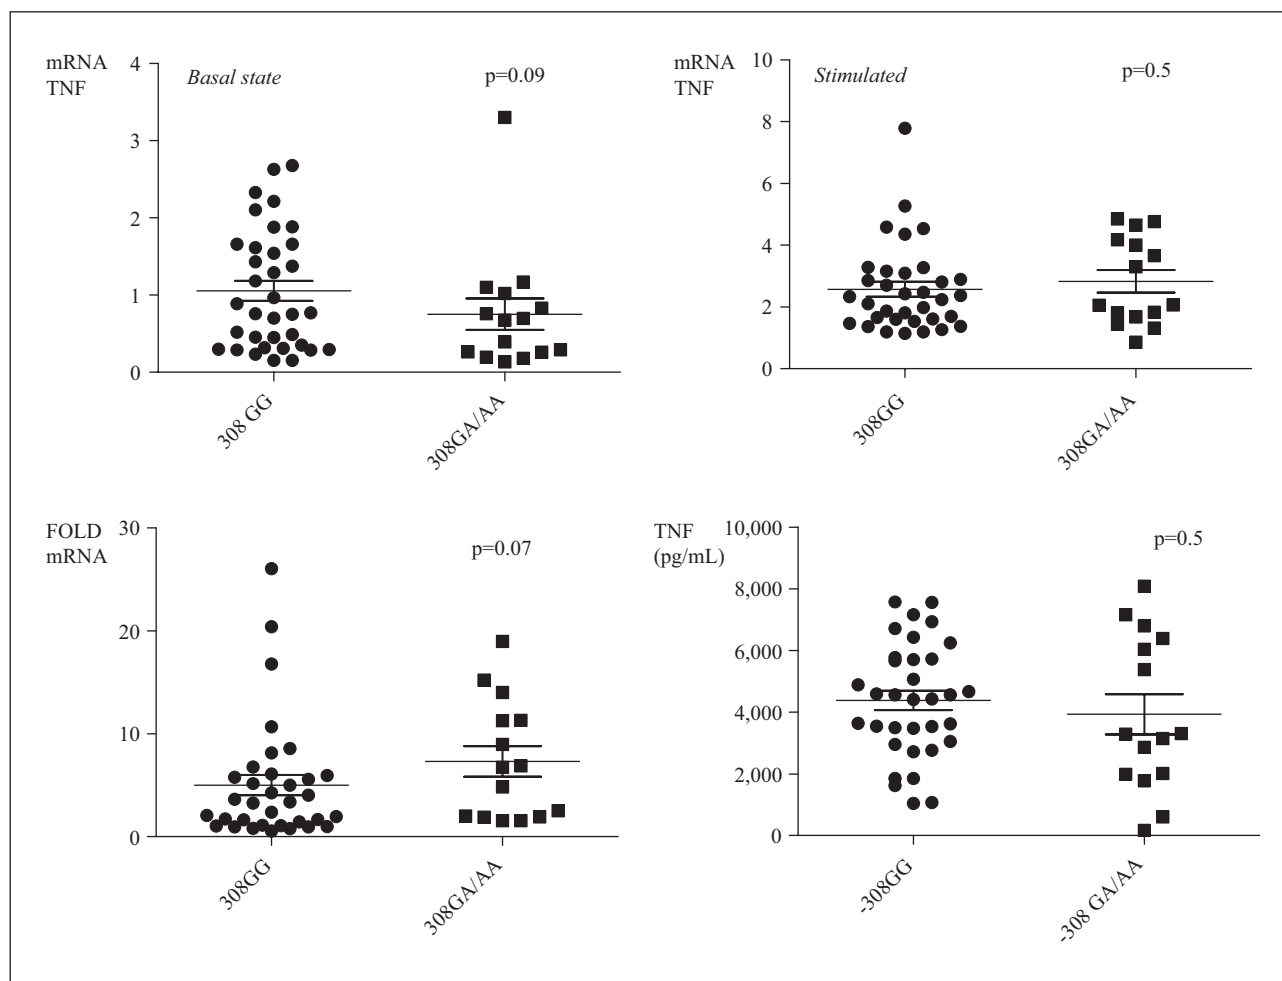 mRNA
TNF
Basal state
p=0.09
4
3
2
1
0
308 GG
308GA/AA
mRNA
TNF
Stimulated
p=0.5
10
8
6
4
2
0
308GG
308GA/AA
FOLD
mRNA
p=0.07
30
20
10
0
308GG
308GA/AA
TNF
(pg/mL)
p=0.5
10,000
8,000
6,000
4,000
2,000
0
-308GG
-308 GA/AA